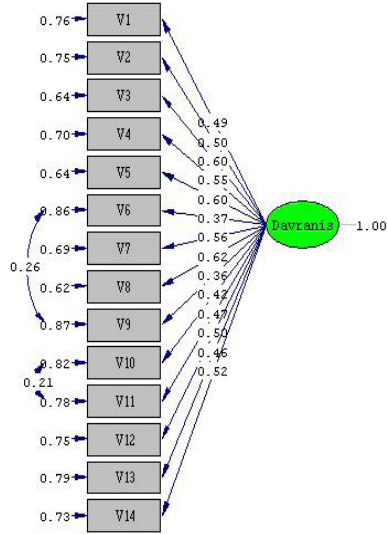 0.76 V1
0.75 V2
0.64 V3
0.70 V4
0.64 V5
0.86 V6
0.69 V7
0.62 V8
0.87 V9
0.82 V10
0.78 V11
0.75 V12
0.79 V13
0.73 V14
0.26
0.21
0.49
0.50
0.60
0.55
0.60
0.37
0.56
0.62
0.36
0.42
0.47
0.50
0.46
0.52
Davranis 1.00